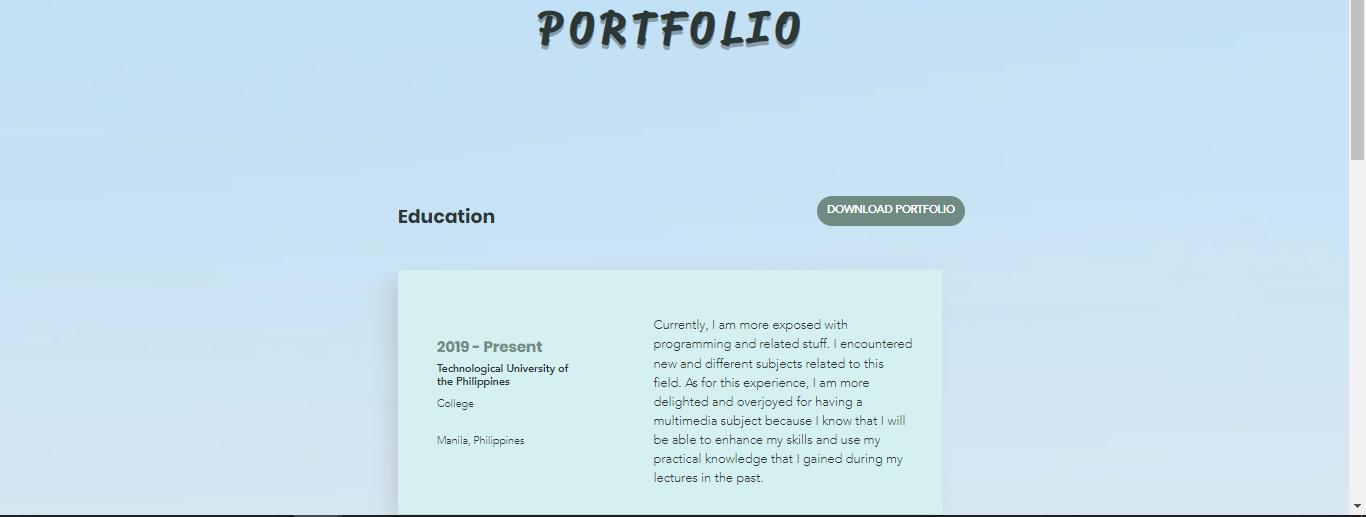 PORTFOLIO
Education
DOWNLOAD PORTFOLIO
2019 - Present
Technological University of
the Philippines
College
Manila, Philippines
Currently, I am more exposed with
programming and related stuff. I encountered
new and different subjects related to this
field. As for this experience, I am more
delighted and overjoyed for having a
multimedia subject because I know that I will
be able to enhance my skills and use my
practical knowledge that I gained during my
lectures in the past.